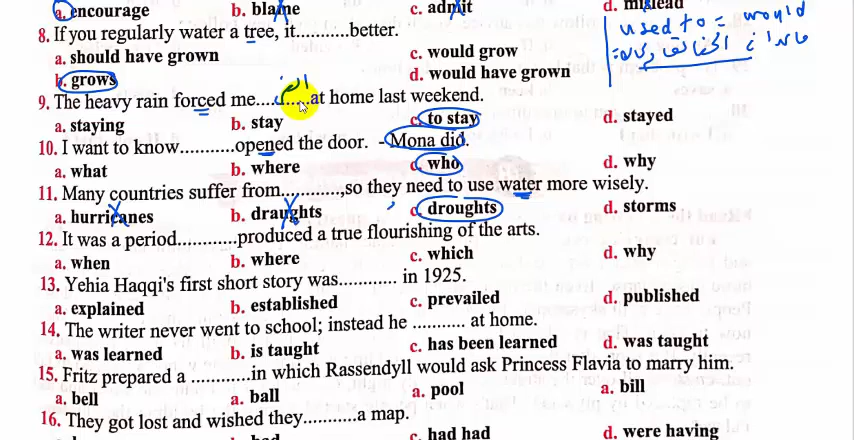 a. encourage b. blame c. admit d. mislead
8. If you regularly water a tree, it..........better.
a. should have grown c. would grow
b. grows d. would have grown
used to = would
9. The heavy rain forced me..........at home last weekend.
a. staying b. stay c. to stay d. stayed
10. I want to know...........opened the door. - Mona did.
a. what b. where c. who d. why
11. Many countries suffer from............,so they need to use water more wisely.
a. hurricanes b. draughts c. droughts d. storms
12. It was a period...........produced a true flourishing of the arts.
a. when b. where c. which d. why
13. Yehia Haqqi's first short story was............ in 1925.
a. explained b. established c. prevailed d. published
14. The writer never went to school; instead he .......... at home.
a. was learned b. is taught c. has been learned d. was taught
15. Fritz prepared a ...........in which Rassendyll would ask Princess Flavia to marry him.
a. bell a. ball a. pool a. bill
16. They got lost and wished they...........a map.
c. had had d. were having